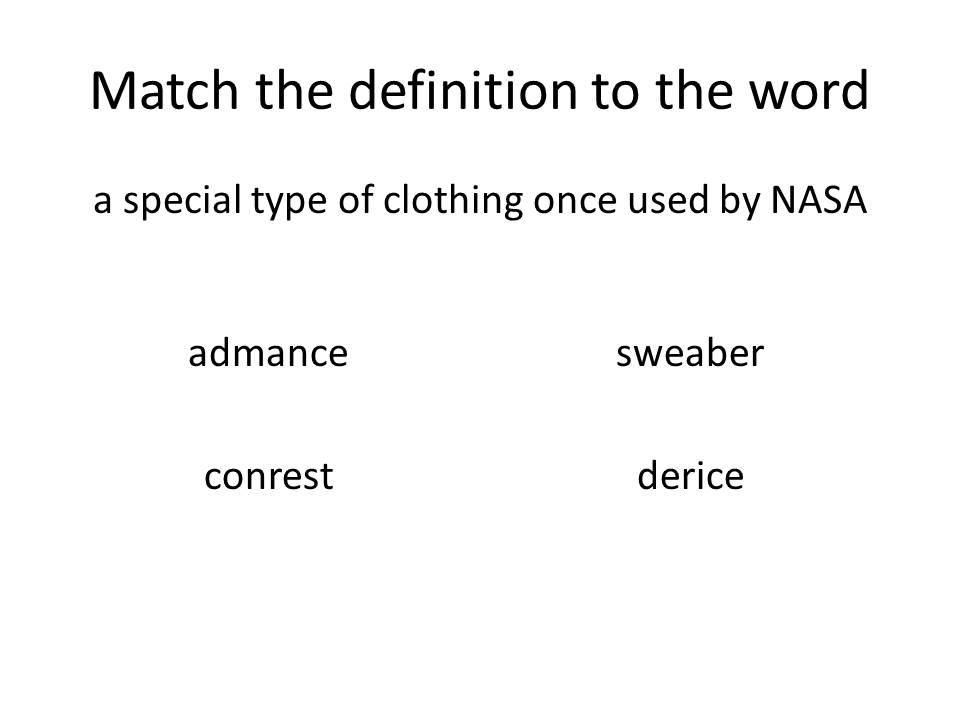 Match the definition to the word
a special type of clothing once used by NASA
admance sweaber
conrest derice